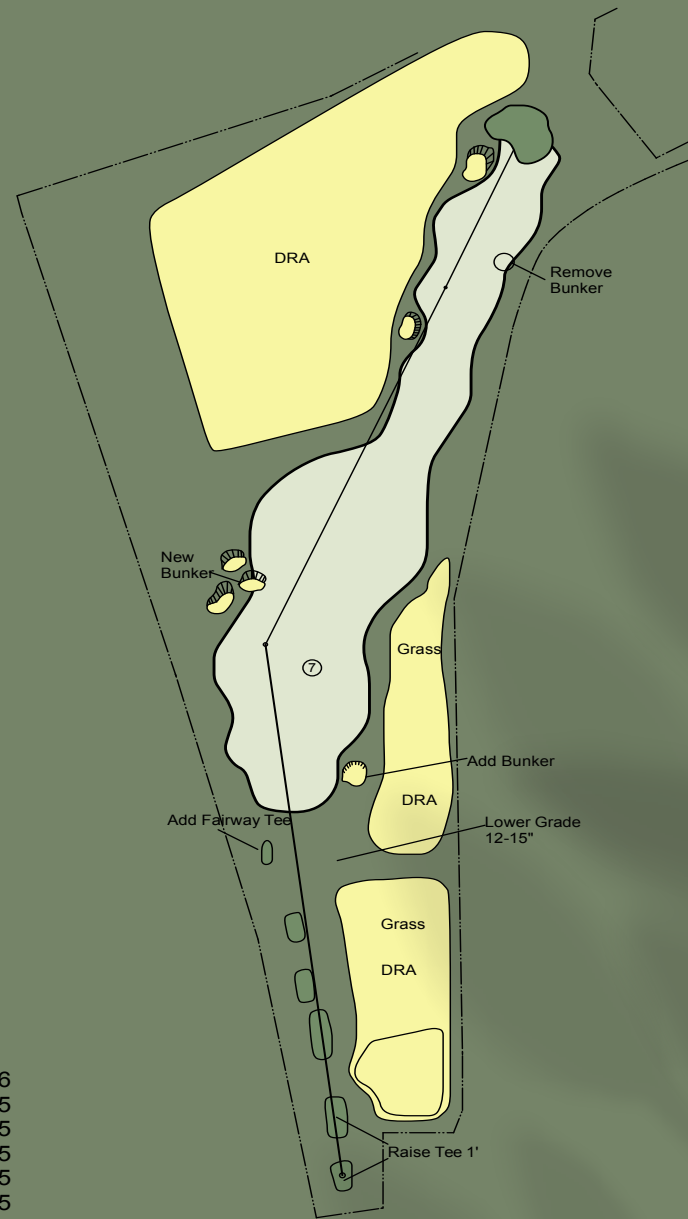 DRA
Remove
Bunker
New
Bunker
Grass
7
Add Bunker
DRA
Add Fairway Tee
Lower Grade
12-15"
Grass
DRA
6
5
5
5
5
5
Raise Tee 1'